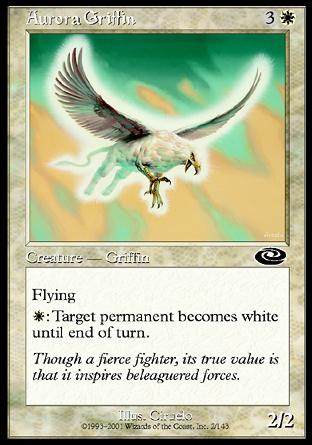 Aurora Griffin 3
Creature — Griffin
Flying
: Target permanent becomes white
until end of turn.
Though a fierce fighter, its true value is
that it inspires beleaguered forces.
Illus. Ciruelo
©1993-2001 Wizards of the Coast, Inc. 2/143
2/2